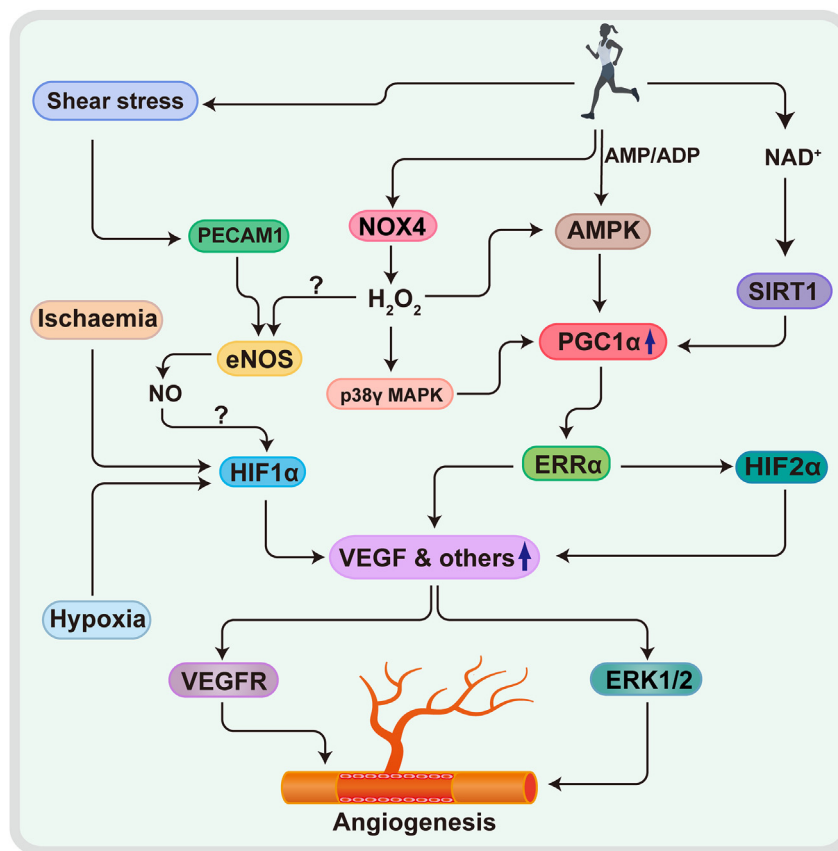 Shear stress
AMP/ADP
NAD⁺
PECAM1
NOX4
AMPK
?
H₂O₂
SIRT1
Ischaemia
eNOS
PGC1α
NO
p38γ MAPK
?
HIF1α
ERRα
HIF2α
VEGF & others
Hypoxia
VEGFR
ERK1/2
Angiogenesis